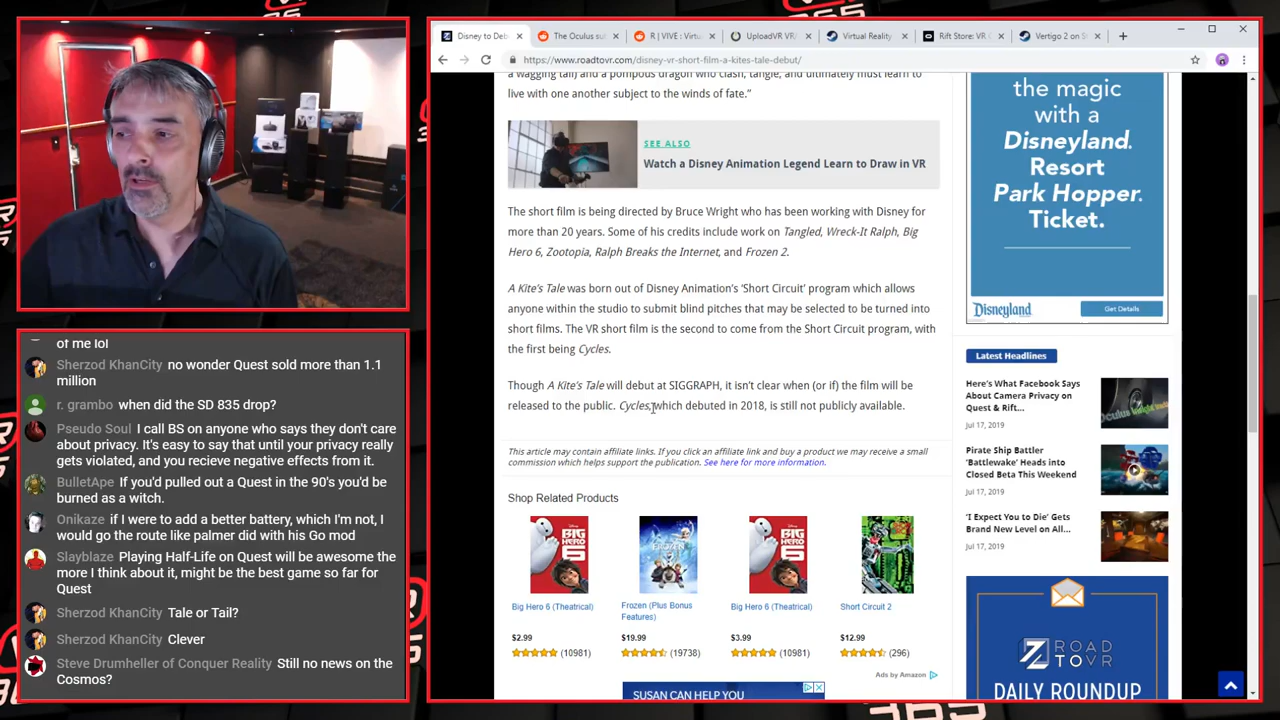 Disney to Deb
The Oculus sub
R | VIVE : Virtu
UploadVR VR
Virtual Reality
Rift Store: VR G
Vertigo 2 on St
https://www.roadtovr.com/disney-vr-short-film-a-kites-tale-debut/
a wagging tail) and a pompous dragon who clash, tangle, and ultimately must learn to
live with one another subject to the winds of fate.”
SEE ALSO
Watch a Disney Animation Legend Learn to Draw in VR
The short film is being directed by Bruce Wright who has been working with Disney for
more than 20 years. Some of his credits include work on Tangled, Wreck-It Ralph, Big
Hero 6, Zootopia, Ralph Breaks the Internet, and Frozen 2.
A Kite’s Tale was born out of Disney Animation’s ‘Short Circuit’ program which allows
anyone within the studio to submit blind pitches that may be selected to be turned into
short films. The VR short film is the second to come from the Short Circuit program, with
the first being Cycles.
Though A Kite’s Tale will debut at SIGGRAPH, it isn’t clear when (or if) the film will be
released to the public. Cycles, which debuted in 2018, is still not publicly available.
This article may contain affiliate links. If you click an affiliate link and buy a product we may receive a small
commission which helps support the publication. See here for more information.
Shop Related Products
Big Hero 6 (Theatrical)
$2.99
(10981)
Frozen (Plus Bonus
Features)
$19.99
(19738)
Big Hero 6 (Theatrical)
$3.99
(10981)
Short Circuit 2
$12.99
(296)
Ads by Amazon
SUSAN CAN HELP YOU
the magic
with a
Disneyland.
Resort
Park Hopper.
Ticket.
Disneyland
Get Details
Latest Headlines
Here’s What Facebook Says
About Camera Privacy on
Quest & Rift...
Jul 17, 2019
Pirate Ship Battler
‘Battlewake’ Heads into
Closed Beta This Weekend
Jul 17, 2019
‘I Expect You to Die’ Gets
Brand New Level on All...
Jul 17, 2019
ROAD
TOVR
DAILY ROUNDUP
of me lol
Sherzod KhanCity no wonder Quest sold more than 1.1
million
r. grambo when did the SD 835 drop?
Pseudo Soul I call BS on anyone who says they don't care
about privacy. It's easy to say that until your privacy really
gets violated, and you recieve negative effects from it.
BulletApe If you'd pulled out a Quest in the 90's you'd be
burned as a witch.
Onikaze if I were to add a better battery, which I'm not, I
would go the route like palmer did with his Go mod
Slayblaze Playing Half-Life on Quest will be awesome the
more I think about it, might be the best game so far for
Quest
Sherzod KhanCity Tale or Tail?
Sherzod KhanCity Clever
Steve Drumheller of Conquer Reality Still no news on the
Cosmos?